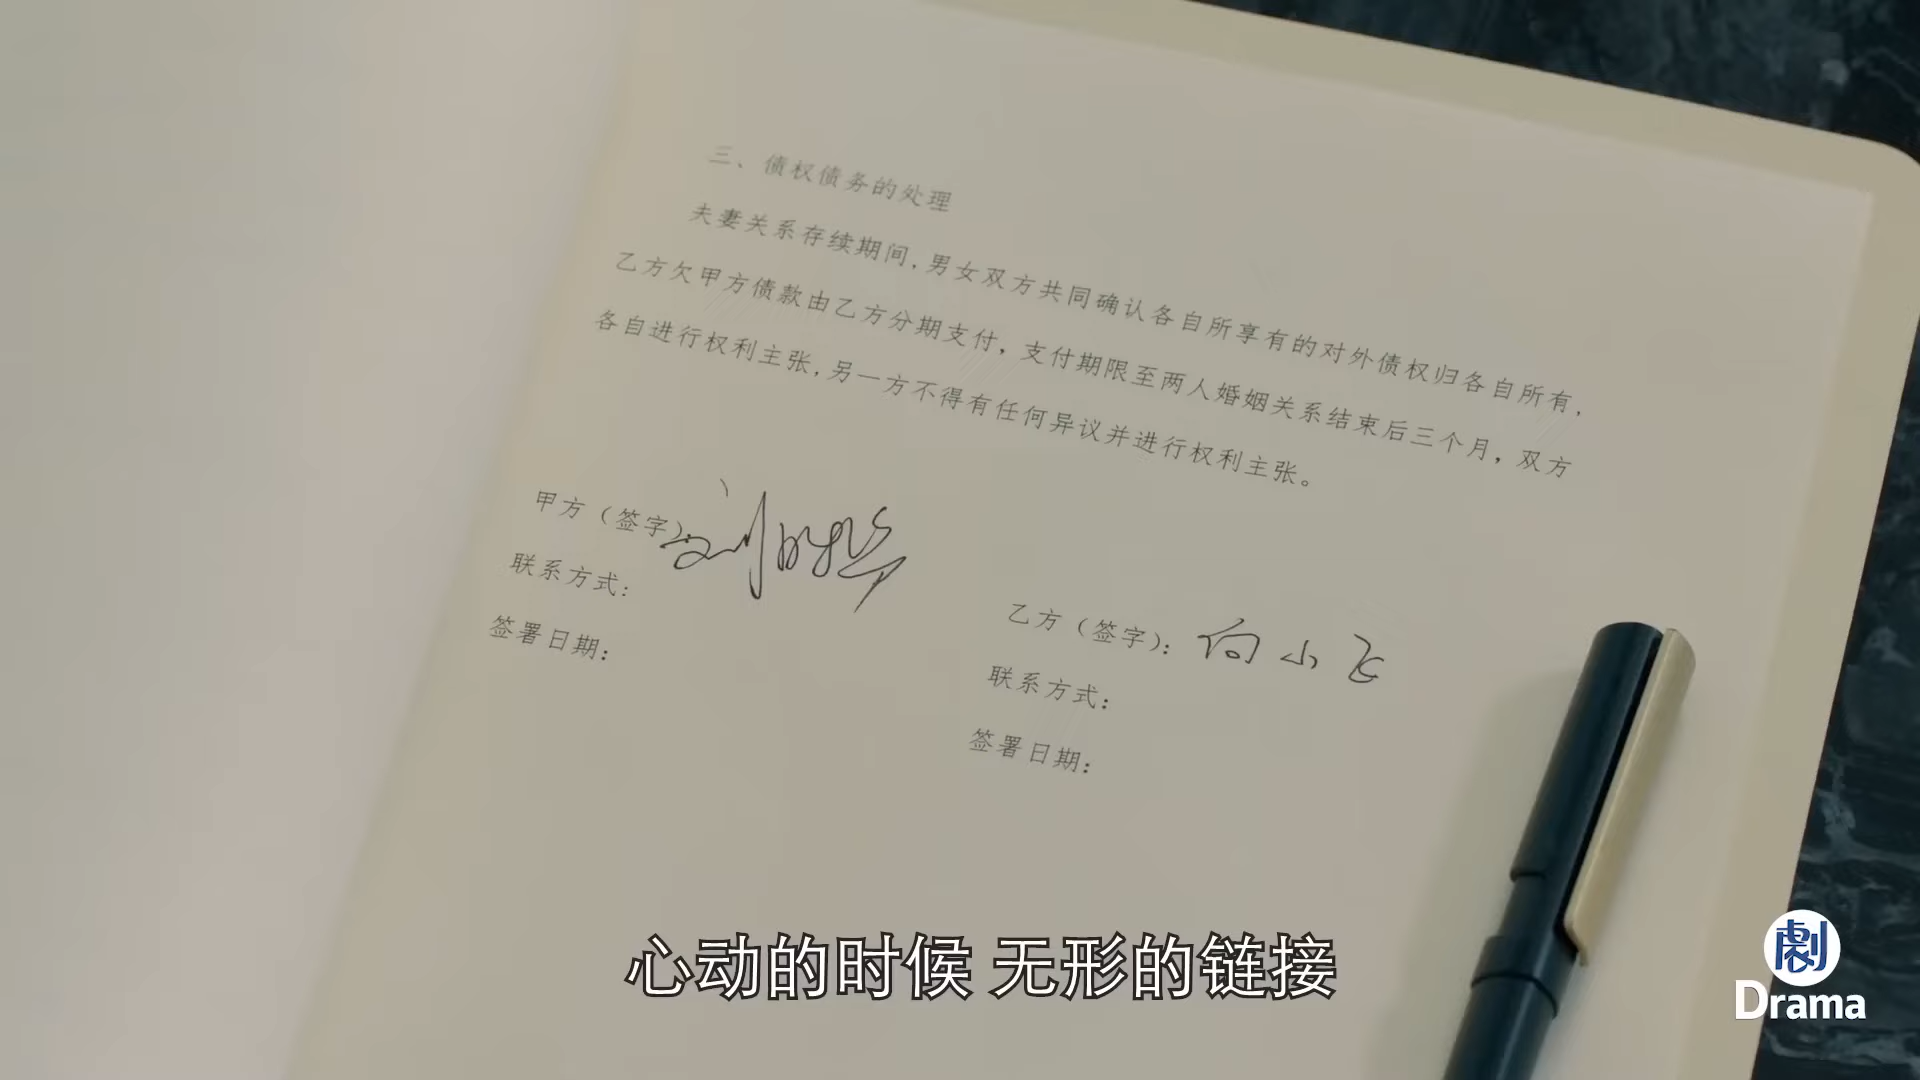 三、债权债务的处理
夫妻关系存续期间,男女双方共同确认各自所享有的对外债权归各自所有,
乙方欠甲方债款由乙方分期支付，支付期限至两人婚姻关系结束后三个月，双方
各自进行权利主张,另一方不得有任何异议并进行权利主张。
甲方（签字）:
联系方式:
签署日期:
乙方（签字）: 向小飞
联系方式:
签署日期:
心动的时候 无形的链接
劇
Drama